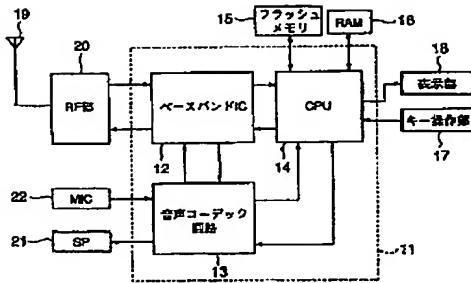 19
20
RF部
15
フラッシュ
メモリ
RAM
16
18
表示部
キー操作部
17
ベースバンドIC
12
CPU
14
22
MIC
21
SP
音声コーデック
回路
13
11